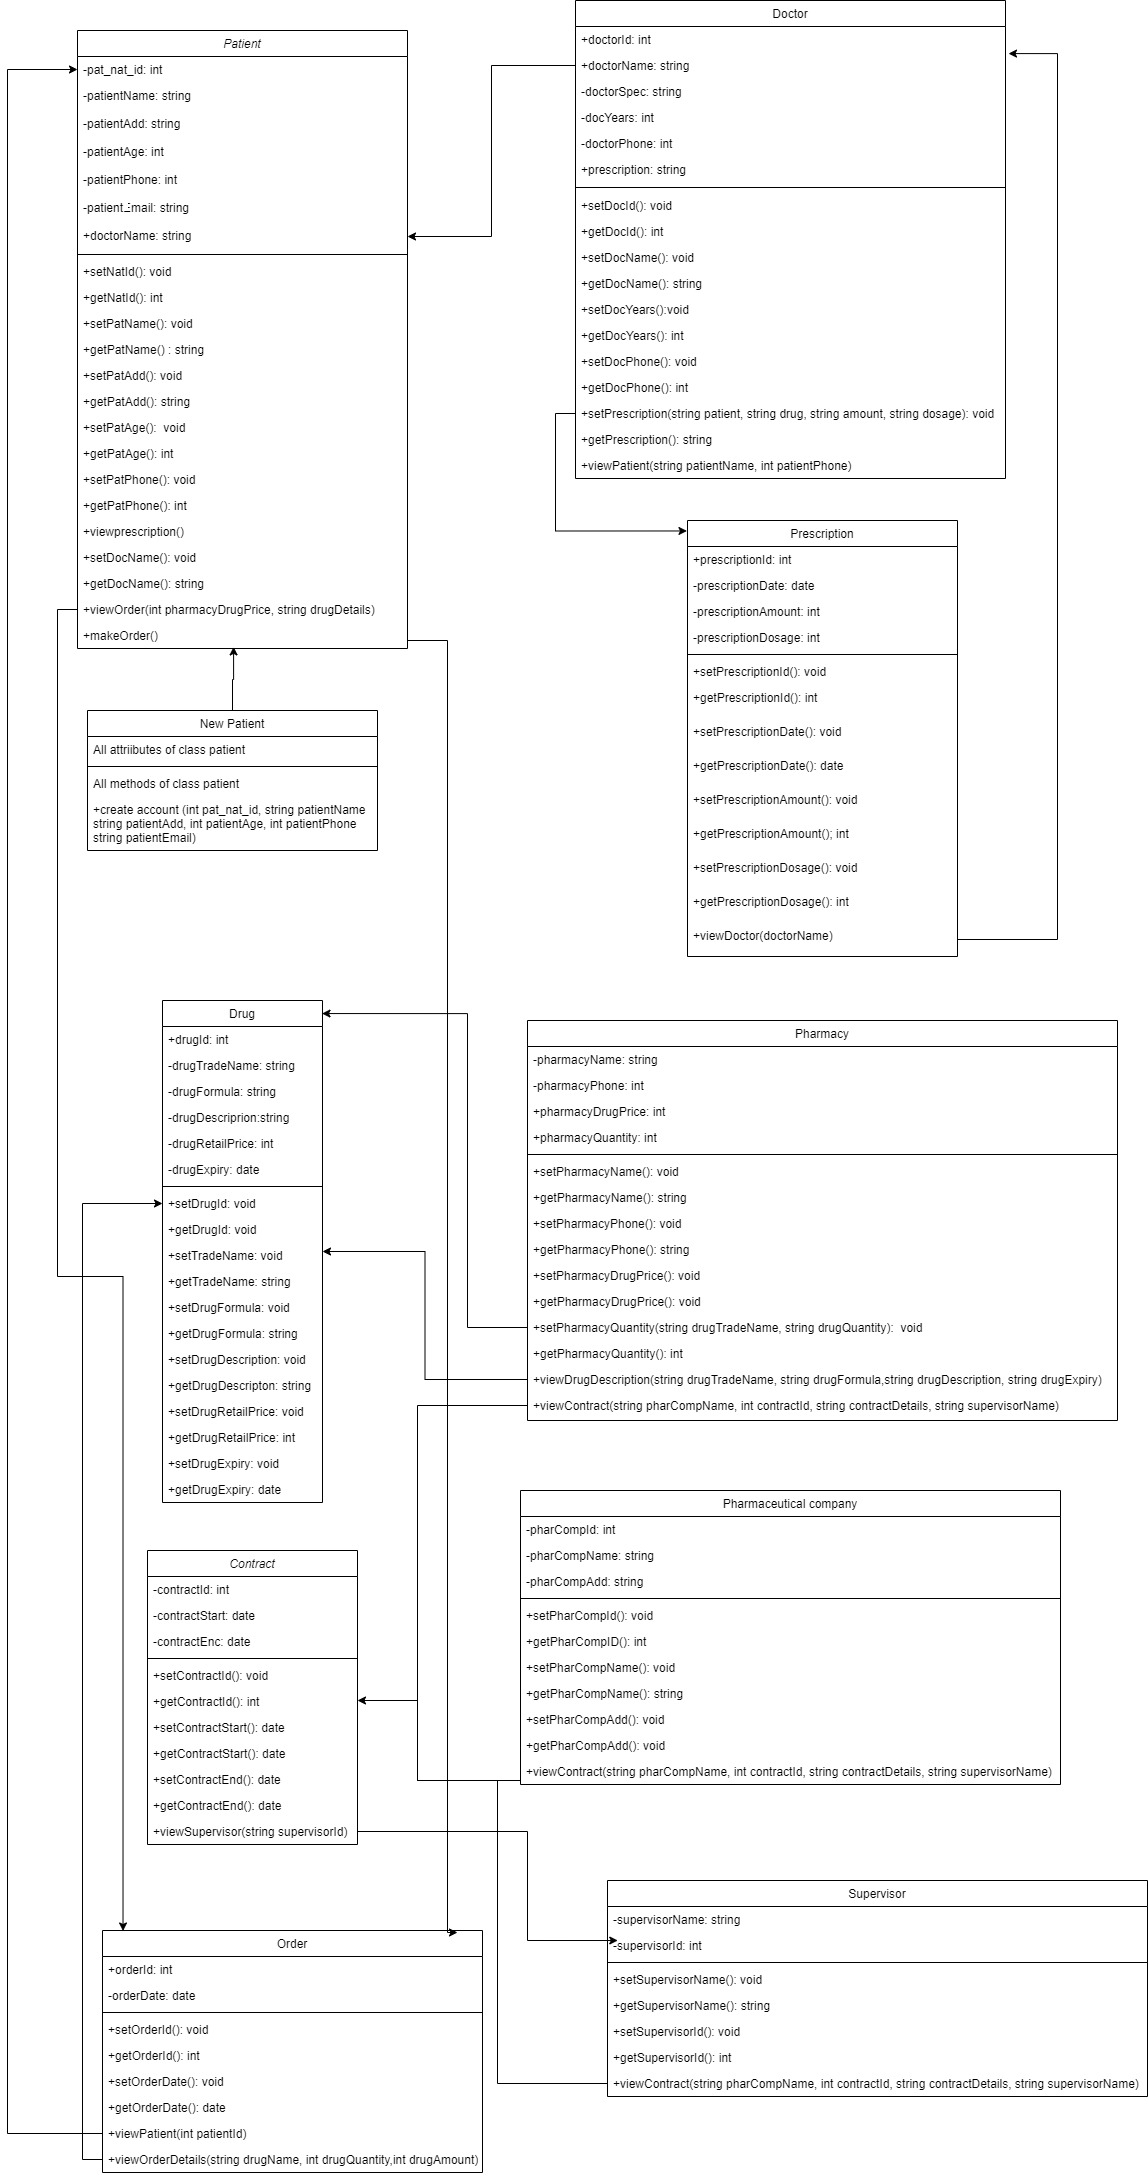 Patient
-pat_nat_id: int
-patientName: string
-patientAdd: string
-patientAge: int
-patientPhone: int
-patientEmail: string
+doctorName: string
+setNatId(): void
+getNatId(): int
+setPatName(): void
+getPatName() : string
+setPatAdd(): void
+getPatAdd(): string
+setPatAge():  void
+getPatAge(): int
+setPatPhone(): void
+getPatPhone(): int
+viewprescription()
+setDocName(): void
+getDocName(): string
+viewOrder(int pharmacyDrugPrice, string drugDetails)
+makeOrder()
Doctor
+doctorId: int
+doctorName: string
-doctorSpec: string
-docYears: int
-doctorPhone: int
+prescription: string
+setDocId(): void
+getDocId(): int
+setDocName(): void
+getDocName(): string
+setDocYears():void
+getDocYears(): int
+setDocPhone(): void
+getDocPhone(): int
+setPrescription(string patient, string drug, string amount, string dosage): void
+getPrescription(): string
+viewPatient(string patientName, int patientPhone)
Prescription
+prescriptionId: int
-prescriptionDate: date
-prescriptionAmount: int
-prescriptionDosage: int
+setPrescriptionId(): void
+getPrescriptionId(): int
+setPrescriptionDate(): void
+getPrescriptionDate(): date
+setPrescriptionAmount(): void
+getPrescriptionAmount(); int
+setPrescriptionDosage(): void
+getPrescriptionDosage(): int
+viewDoctor(doctorName)
New Patient
All attriibutes of class patient
All methods of class patient
+create account (int pat_nat_id, string patientName
string patientAdd, int patientAge, int patientPhone
string patientEmail)
Drug
+drugId: int
-drugTradeName: string
-drugFormula: string
-drugDescriprion:string
-drugRetailPrice: int
-drugExpiry: date
+setDrugId: void
+getDrugId: void
+setTradeName: void
+getTradeName: string
+setDrugFormula: void
+getDrugFormula: string
+setDrugDescription: void
+getDrugDescripton: string
+setDrugRetailPrice: void
+getDrugRetailPrice: int
+setDrugExpiry: void
+getDrugExpiry: date
Pharmacy
-pharmacyName: string
-pharmacyPhone: int
+pharmacyDrugPrice: int
+pharmacyQuantity: int
+setPharmacyName(): void
+getPharmacyName(): string
+setPharmacyPhone(): void
+getPharmacyPhone(): string
+setPharmacyDrugPrice(): void
+getPharmacyDrugPrice(): void
+setPharmacyQuantity(string drugTradeName, string drugQuantity):  void
+getPharmacyQuantity(): int
+viewDrugDescription(string drugTradeName, string drugFormula,string drugDescription, string drugExpiry)
+viewContract(string pharCompName, int contractId, string contractDetails, string supervisorName)
Pharmaceutical company
-pharCompId: int
-pharCompName: string
-pharCompAdd: string
+setPharCompId(): void
+getPharCompID(): int
+setPharCompName(): void
+getPharCompName(): string
+setPharCompAdd(): void
+getPharCompAdd(): void
+viewContract(string pharCompName, int contractId, string contractDetails, string supervisorName)
Contract
-contractId: int
-contractStart: date
-contractEnc: date
+setContractId(): void
+getContractId(): int
+setContractStart(): date
+getContractStart(): date
+setContractEnd(): date
+getContractEnd(): date
+viewSupervisor(string supervisorId)
Supervisor
-supervisorName: string
-supervisorId: int
+setSupervisorName(): void
+getSupervisorName(): string
+setSupervisorId(): void
+getSupervisorId(): int
+viewContract(string pharCompName, int contractId, string contractDetails, string supervisorName)
Order
+orderId: int
-orderDate: date
+setOrderId(): void
+getOrderId(): int
+setOrderDate(): void
+getOrderDate(): date
+viewPatient(int patientId)
+viewOrderDetails(string drugName, int drugQuantity,int drugAmount)